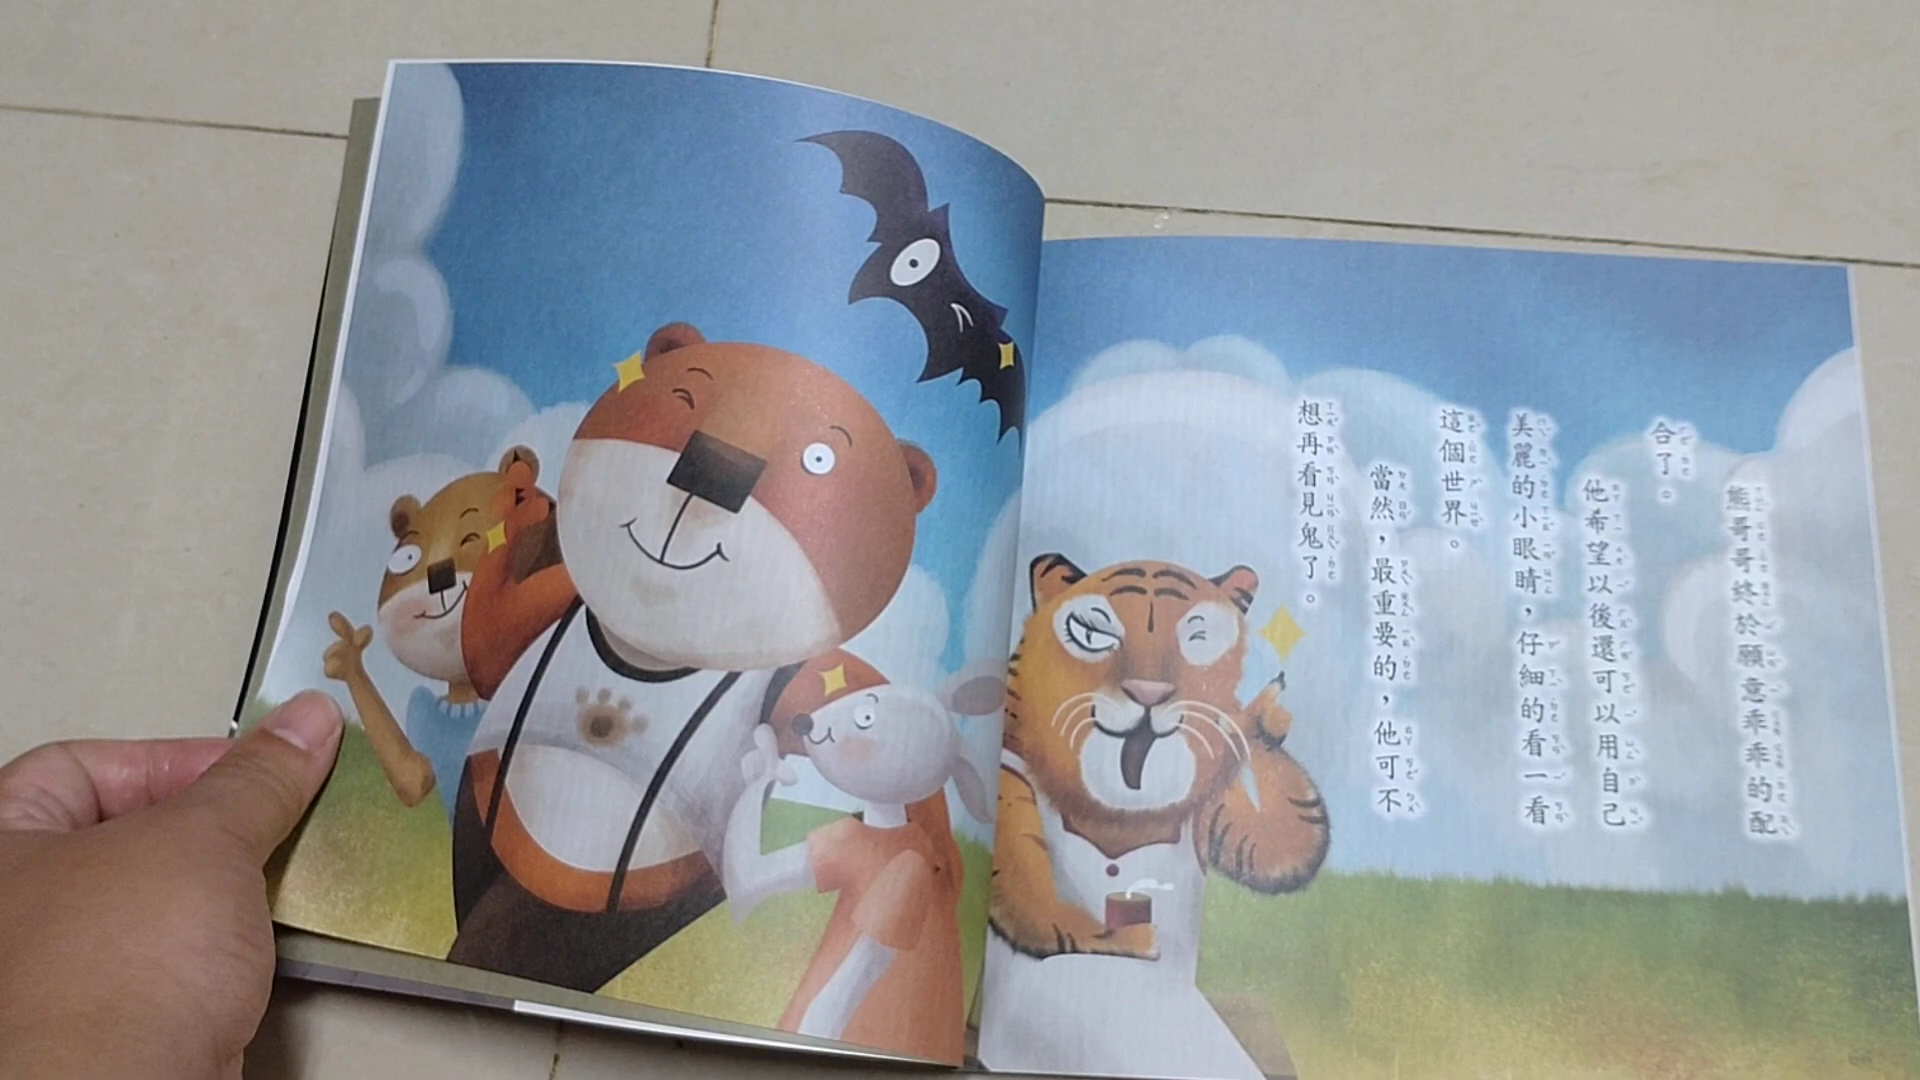 熊哥哥終於願意乖乖的配
合了。
他希望以後還可以用自己
美麗的小眼睛，仔細的看一看
這個世界。
當然，最重要的，他可不
想再看見鬼了。